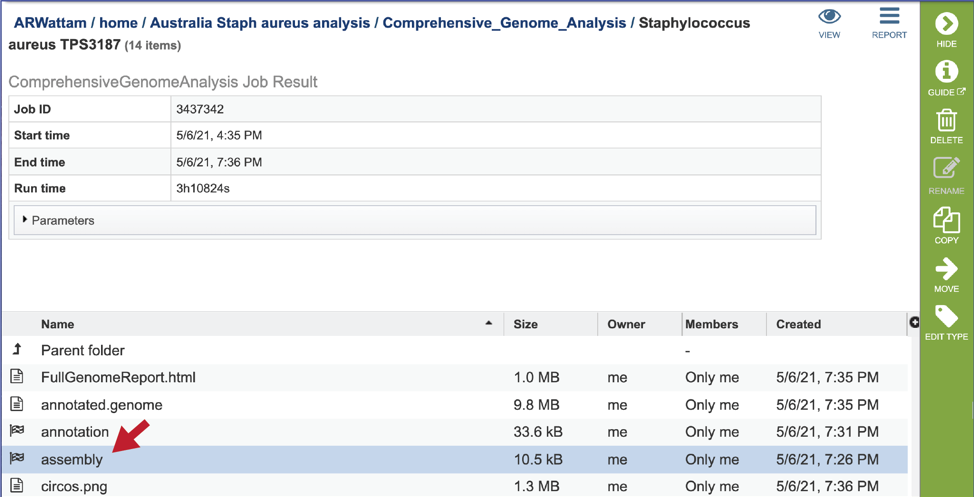 ARWattam / home / Australia Staph aureus analysis / Comprehensive_Genome_Analysis / Staphylococcus
aureus TPS3187 (14 items)
VIEW
REPORT
HIDE
GUIDE
DELETE
RENAME
COPY
MOVE
EDIT TYPE
ComprehensiveGenomeAnalysis Job Result
Job ID 3437342
Start time 5/6/21, 4:35 PM
End time 5/6/21, 7:36 PM
Run time 3h10824s
Parameters
Name Size Owner Members Created
Parent folder -
FullGenomeReport.html 1.0 MB me Only me 5/6/21, 7:35 PM
annotated.genome 9.8 MB me Only me 5/6/21, 7:35 PM
annotation 33.6 kB me Only me 5/6/21, 7:31 PM
assembly 10.5 kB me Only me 5/6/21, 7:26 PM
circos.png 1.3 MB me Only me 5/6/21, 7:36 PM